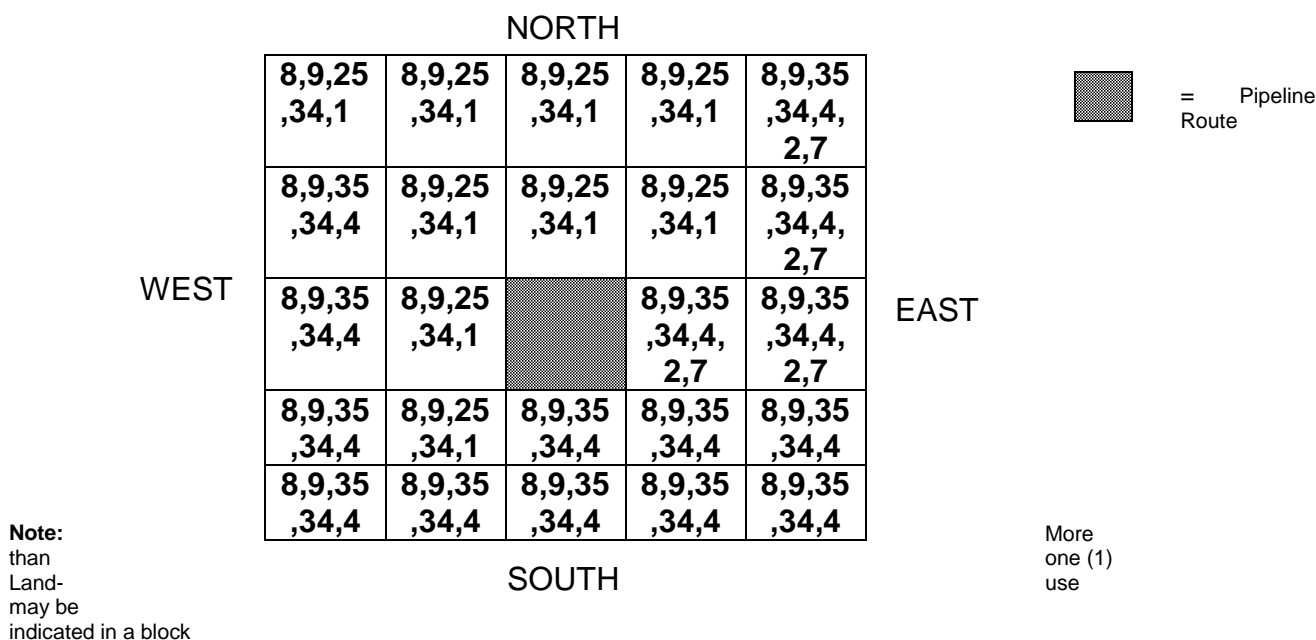 NORTH
8,9,25 8,9,25 8,9,25 8,9,25 8,9,35
,34,1 ,34,1 ,34,1 ,34,1 ,34,4,
2,7
= Pipeline
Route
8,9,35 8,9,25 8,9,25 8,9,25 8,9,35
,34,4 ,34,1 ,34,1 ,34,1 ,34,4,
2,7
WEST
8,9,35 8,9,25 8,9,35 8,9,35
,34,4 ,34,1 ,34,4, ,34,4,
2,7 2,7
EAST
8,9,35 8,9,25 8,9,35 8,9,35 8,9,35
,34,4 ,34,1 ,34,4 ,34,4 ,34,4
8,9,35 8,9,35 8,9,35 8,9,35 8,9,35
,34,4 ,34,4 ,34,4 ,34,4 ,34,4
SOUTH
Note: More
than one (1)
Land- use
may be
indicated in a block